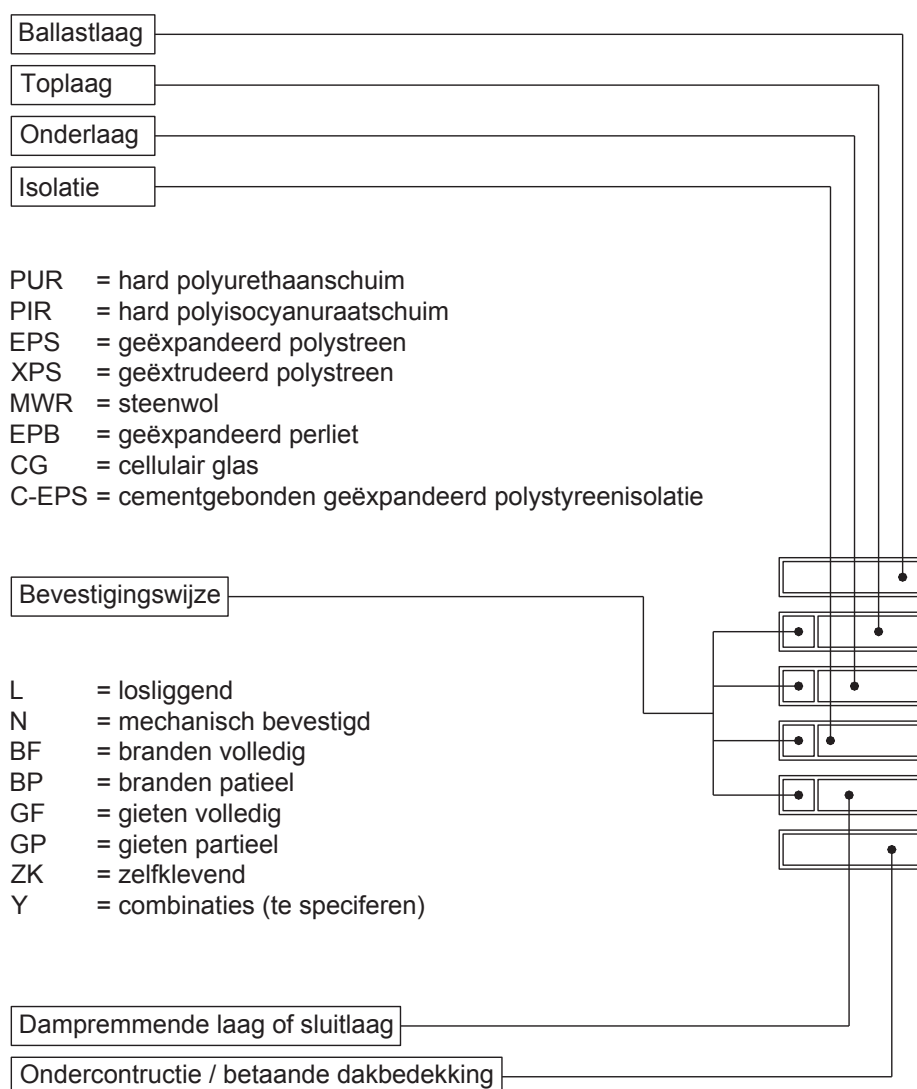 Ballastlaag
Toplaag
Onderlaag
Isolatie
PUR = hard polyurethaanschuim
PIR = hard polyisocyanuraatschuim
EPS = geëxpandeerd polystreen
XPS = geëxtrudeerd polystreen
MWR = steenwol
EPB = geëxpandeerd perliet
CG = cellulair glas
C-EPS = cementgebonden geëxpandeerd polystyreenisolatie
Bevestigingswijze
L = losliggend
N = mechanisch bevestigd
BF = branden volledig
BP = branden patieel
GF = gieten volledig
GP = gieten partieel
ZK = zelfklevend
Y = combinaties (te speciferen)
Dampremmende laag of sluitlaag
Ondercontructie / betaande dakbedekking